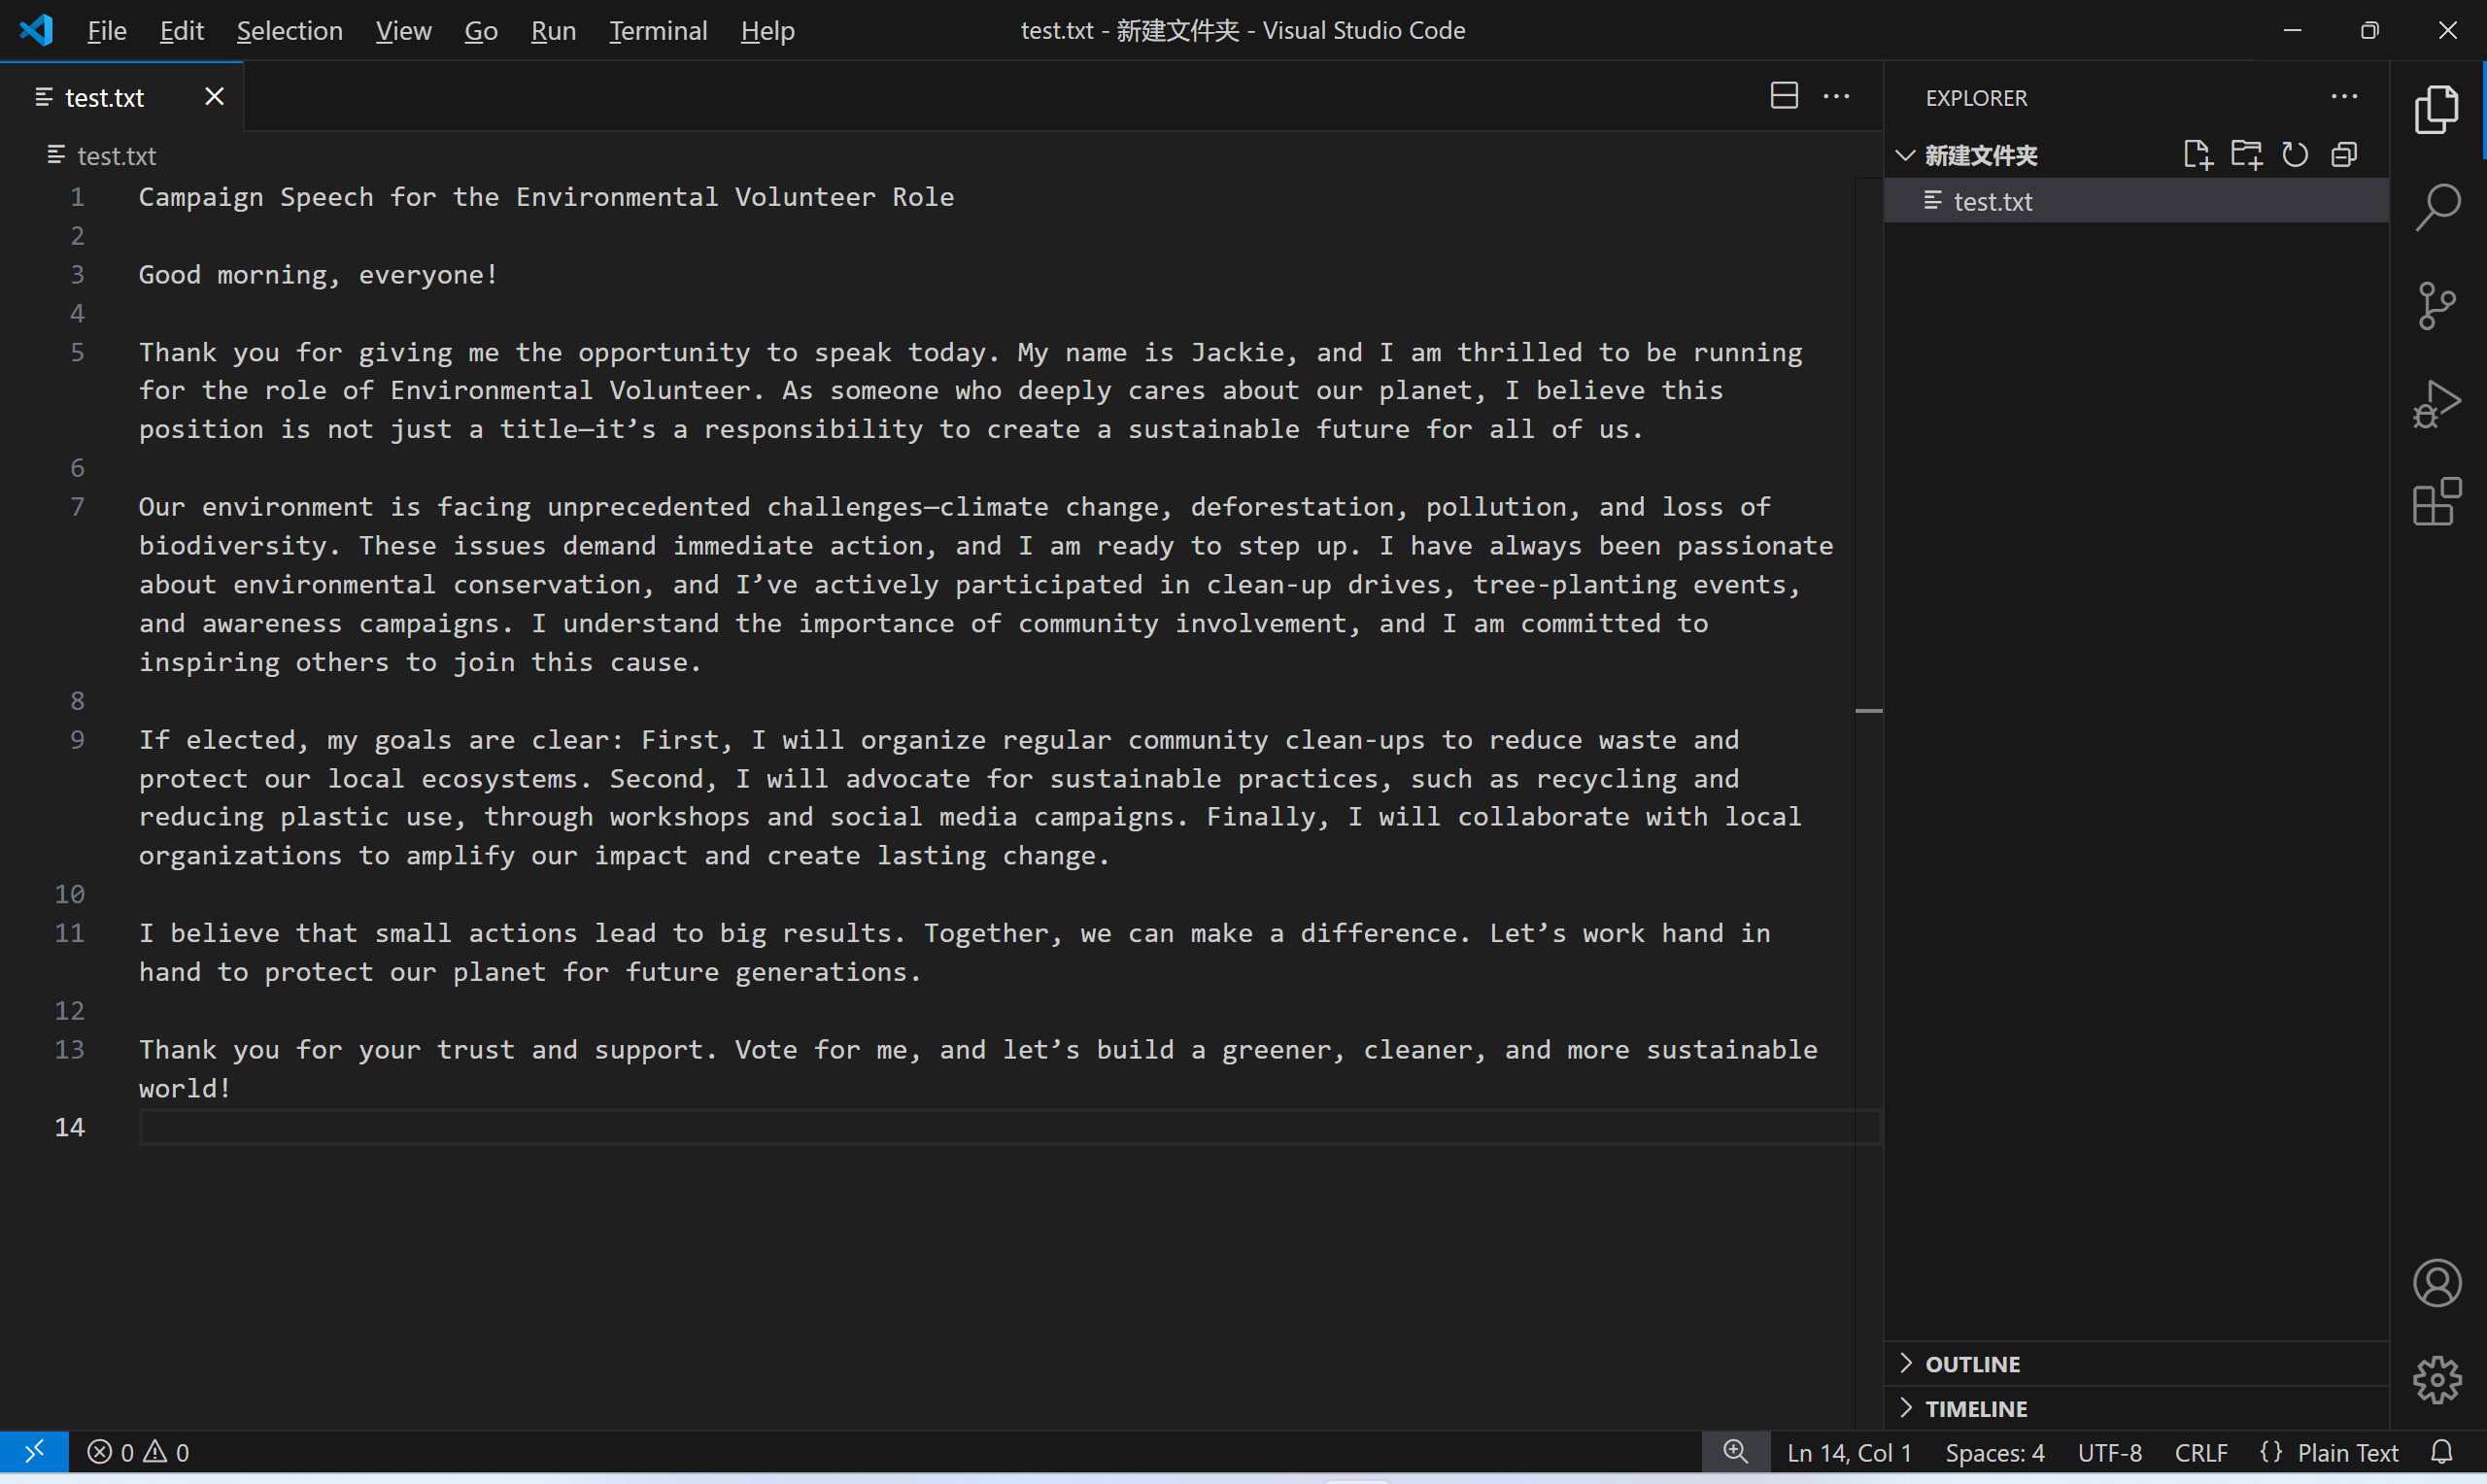 File Edit Selection View Go Run Terminal Help
test.txt - 新建文件夹 - Visual Studio Code
test.txt
test.txt
1 Campaign Speech for the Environmental Volunteer Role
2
3 Good morning, everyone!
4
5 Thank you for giving me the opportunity to speak today. My name is Jackie, and I am thrilled to be running
for the role of Environmental Volunteer. As someone who deeply cares about our planet, I believe this
position is not just a title—it’s a responsibility to create a sustainable future for all of us.
6
7 Our environment is facing unprecedented challenges—climate change, deforestation, pollution, and loss of
biodiversity. These issues demand immediate action, and I am ready to step up. I have always been passionate
about environmental conservation, and I’ve actively participated in clean-up drives, tree-planting events,
and awareness campaigns. I understand the importance of community involvement, and I am committed to
inspiring others to join this cause.
8
9 If elected, my goals are clear: First, I will organize regular community clean-ups to reduce waste and
protect our local ecosystems. Second, I will advocate for sustainable practices, such as recycling and
reducing plastic use, through workshops and social media campaigns. Finally, I will collaborate with local
organizations to amplify our impact and create lasting change.
10
11 I believe that small actions lead to big results. Together, we can make a difference. Let’s work hand in
hand to protect our planet for future generations.
12
13 Thank you for your trust and support. Vote for me, and let’s build a greener, cleaner, and more sustainable
world!
14
EXPLORER
新建文件夹
test.txt
OUTLINE
TIMELINE
0 0
Ln 14, Col 1 Spaces: 4 UTF-8 CRLF {} Plain Text